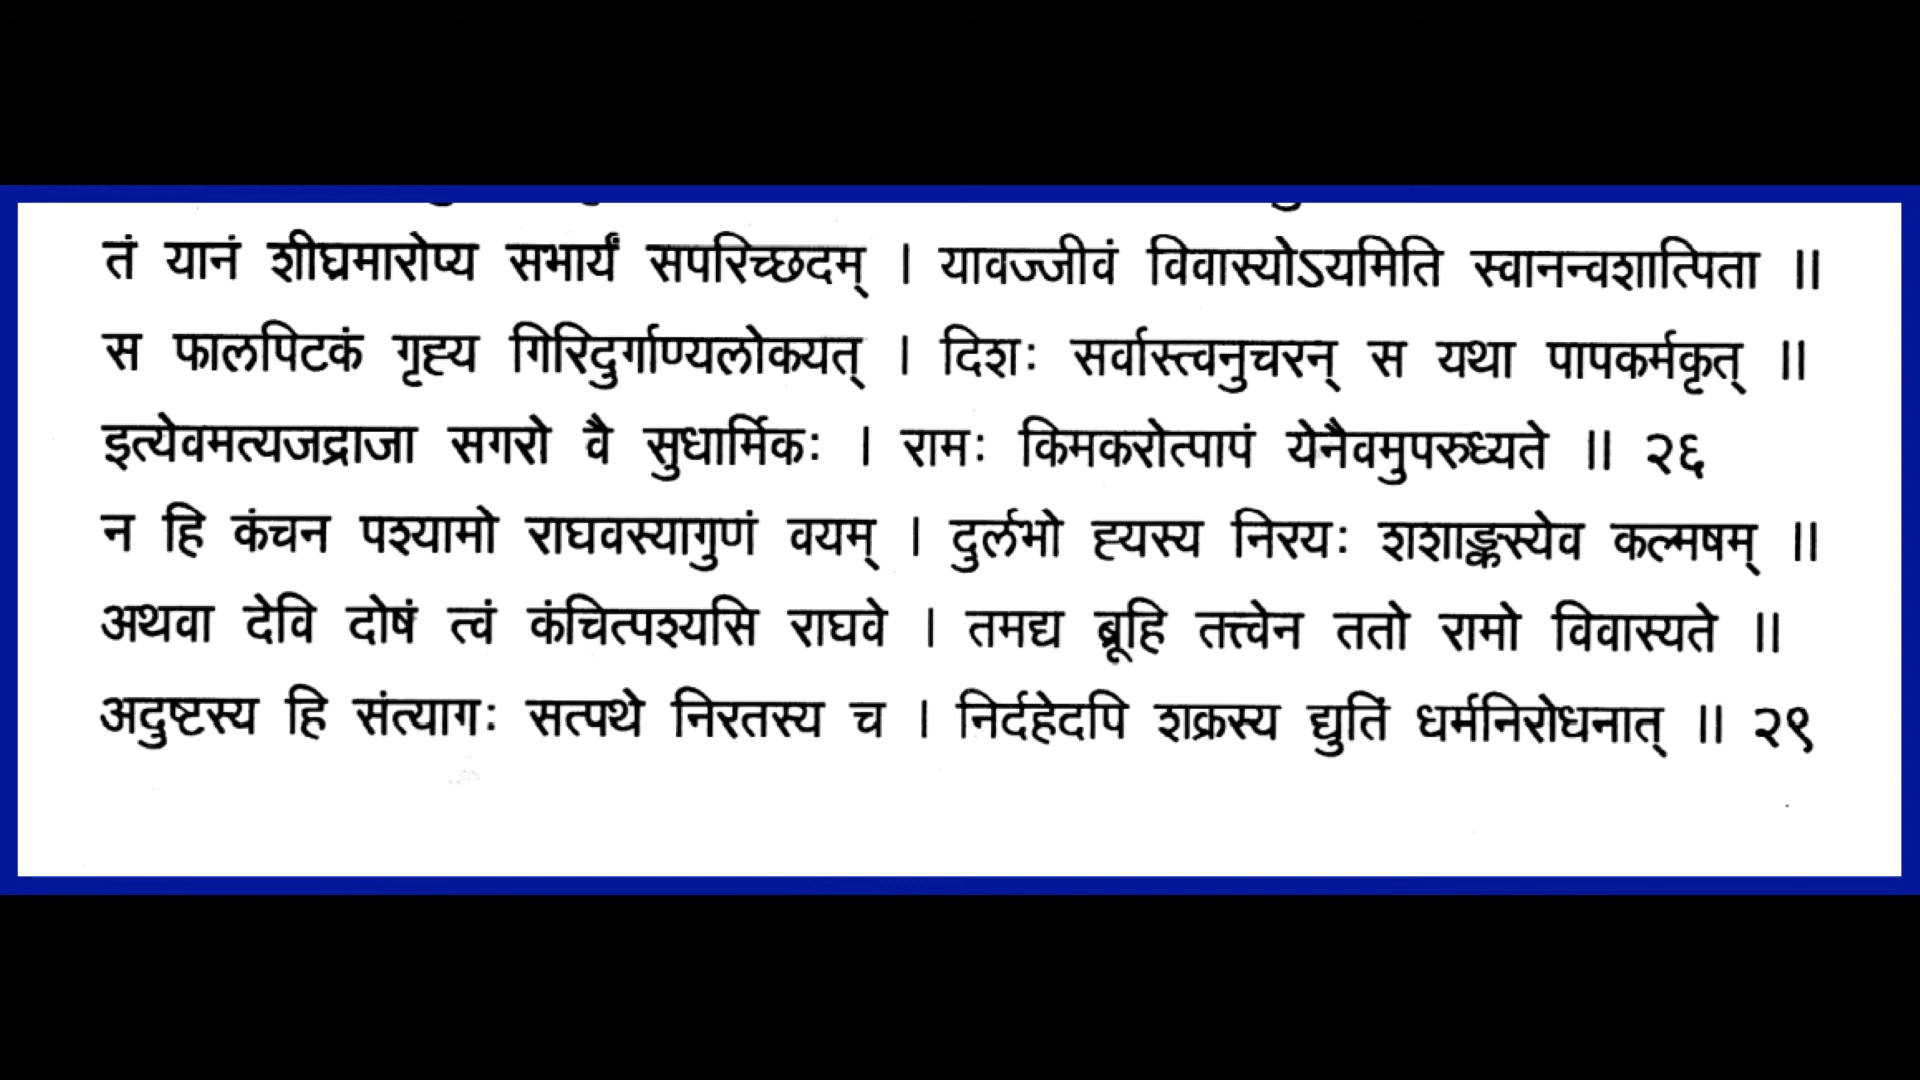 तं यानं शीघ्रमारोप्य सभार्यं सपरिच्छदम् । यावज्जीवं विवास्योऽयमिति स्वानन्वशात्पिता ॥
स फालपिटकं गृह्य गिरिदुर्गाण्यलोकयत् । दिशः सर्वास्त्वनुचरन् स यथा पापकर्मकृत् ॥
इत्येवमत्यजद्राजा सगरो वै सुधार्मिकः । रामः किमकरोत्पापं येनैवमुपरुध्यते ॥ २६
न हि कंचन पश्यामो राघवस्यागुणं वयम् । दुर्लभो ह्यस्य निरयः शशाङ्कस्येव कल्मषम् ॥
अथवा देवि दोषं त्वं कंचित्पश्यसि राघवे । तमद्य ब्रूहि तत्त्वेन ततो रामो विवास्यते ॥
अदुष्टस्य हि संत्यागः सत्पथे निरतस्य च । निर्दहेदपि शक्रस्य द्युतिं धर्मनिरोधनात् ॥ २९